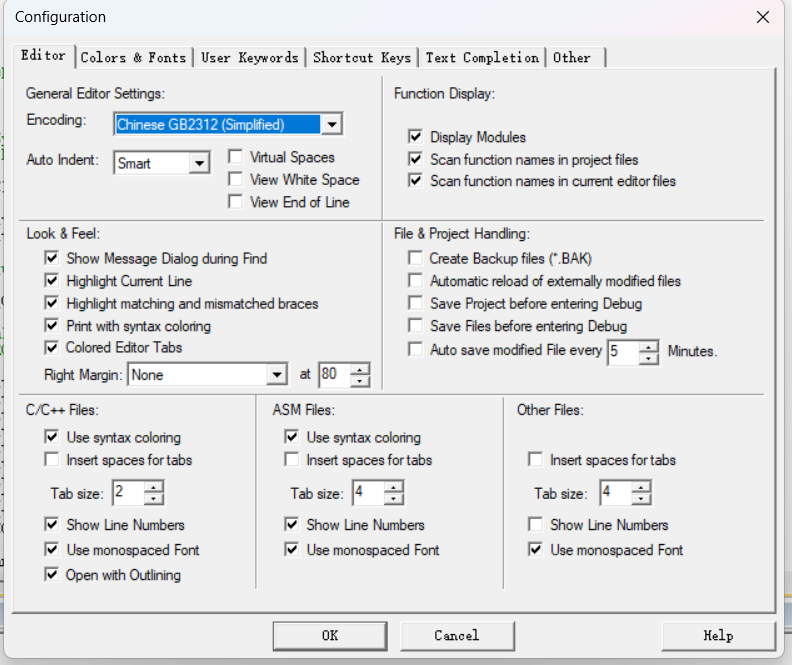 Configuration
Editor
Colors & Fonts
User Keywords
Shortcut Keys
Text Completion
Other
General Editor Settings:
Encoding:
Chinese GB2312 (Simplified)
Auto Indent:
Smart
Virtual Spaces
View White Space
View End of Line
Function Display:
Display Modules
Scan function names in project files
Scan function names in current editor files
Look & Feel:
Show Message Dialog during Find
Highlight Current Line
Highlight matching and mismatched braces
Print with syntax coloring
Colored Editor Tabs
Right Margin: None at 80
File & Project Handling:
Create Backup files (*.BAK)
Automatic reload of externally modified files
Save Project before entering Debug
Save Files before entering Debug
Auto save modified File every 5 Minutes.
C/C++ Files:
Use syntax coloring
Insert spaces for tabs
Tab size: 2
Show Line Numbers
Use monospaced Font
Open with Outlining
ASM Files:
Use syntax coloring
Insert spaces for tabs
Tab size: 4
Show Line Numbers
Use monospaced Font
Other Files:
Insert spaces for tabs
Tab size: 4
Show Line Numbers
Use monospaced Font
OK
Cancel
Help